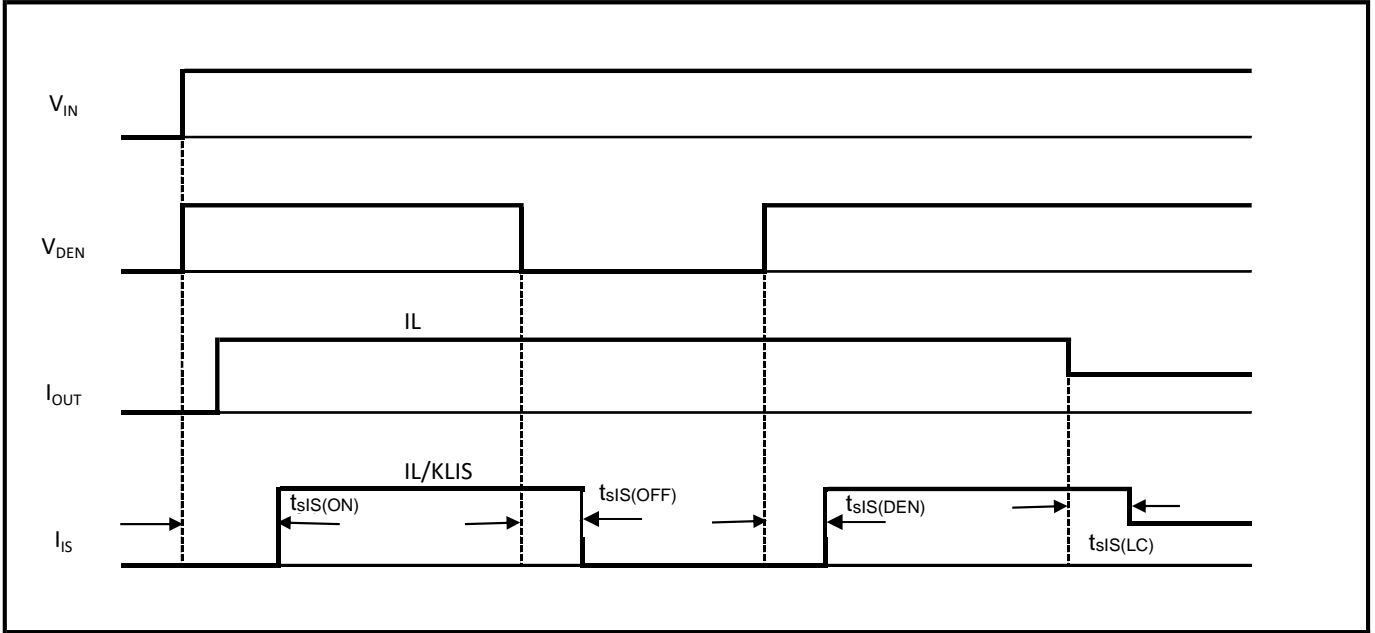 VIN
VDEN
IL
IOUT
IL/KLIS
tsIS(ON)
tsIS(OFF)
tsIS(DEN)
IIS
tsIS(LC)